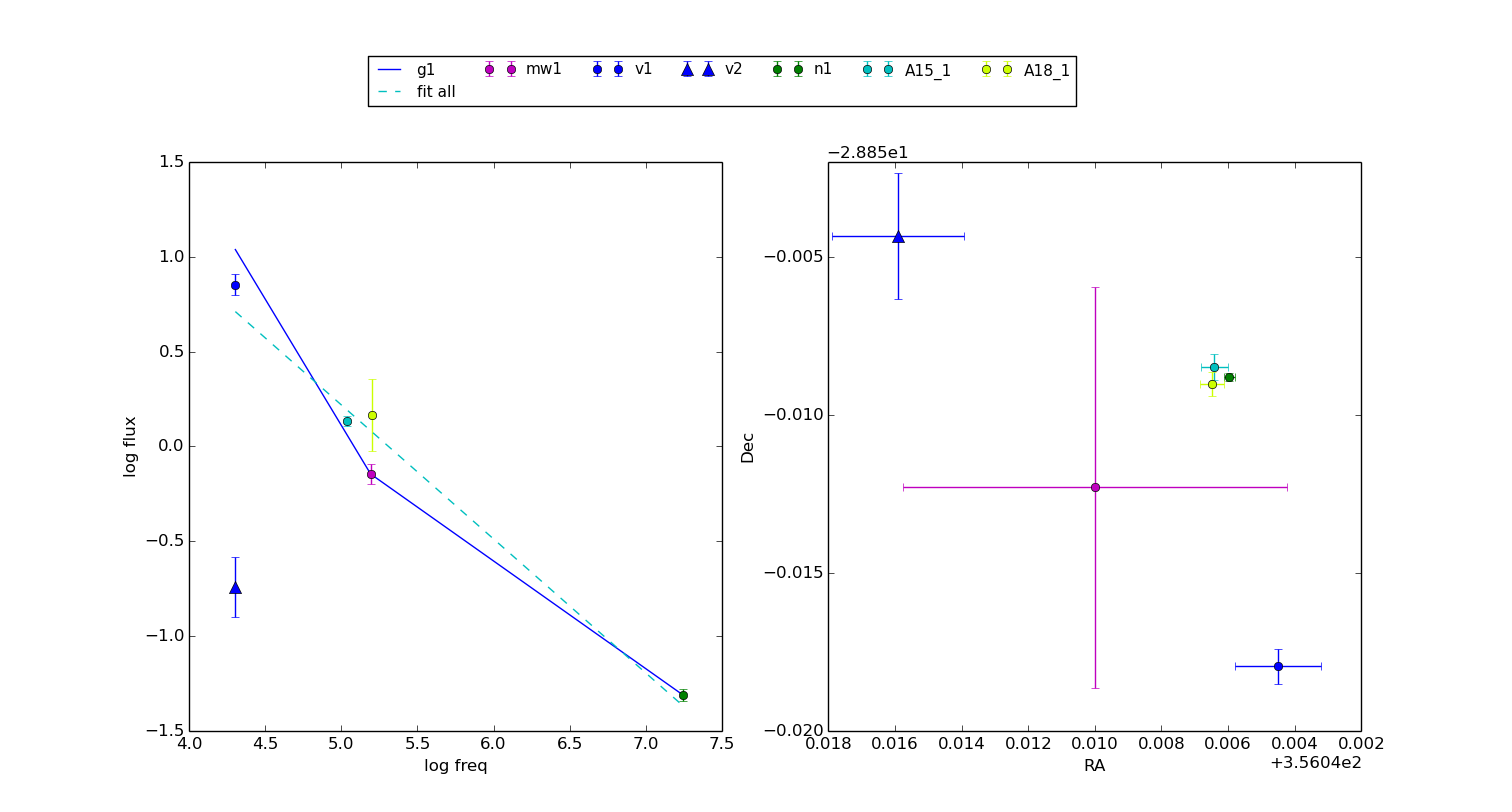 g1 mw1 v1 v2 n1 A15_1 A18_1
fit all
1.5
1.0
0.5
0.0
−0.5
−1.0
−1.5
log flux
4.0 4.5 5.0 5.5 6.0 6.5 7.0 7.5
log freq
−2.885e1
−0.005
−0.010
−0.015
−0.020
Dec
0.018 0.016 0.014 0.012 0.010 0.008 0.006 0.004 0.002
RA
+3.5604e2